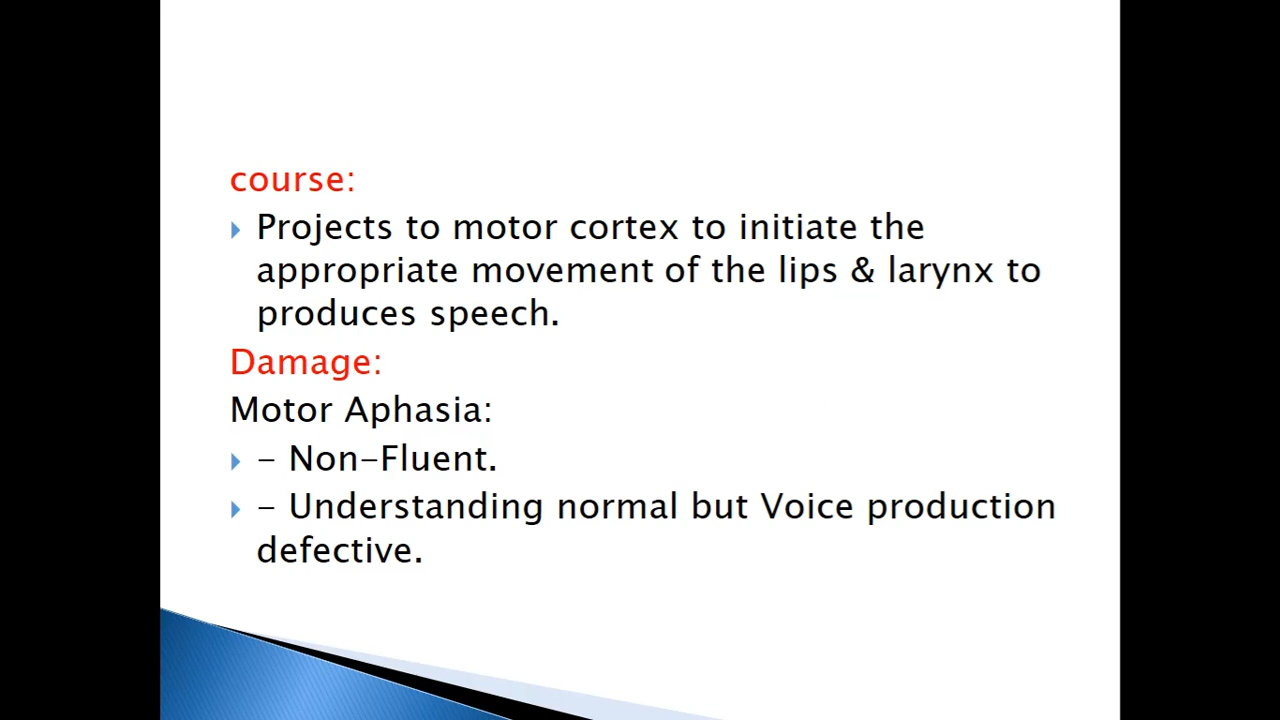 course:
Projects to motor cortex to initiate the
appropriate movement of the lips & larynx to
produces speech.
Damage:
Motor Aphasia:
- Non-Fluent.
- Understanding normal but Voice production
defective.